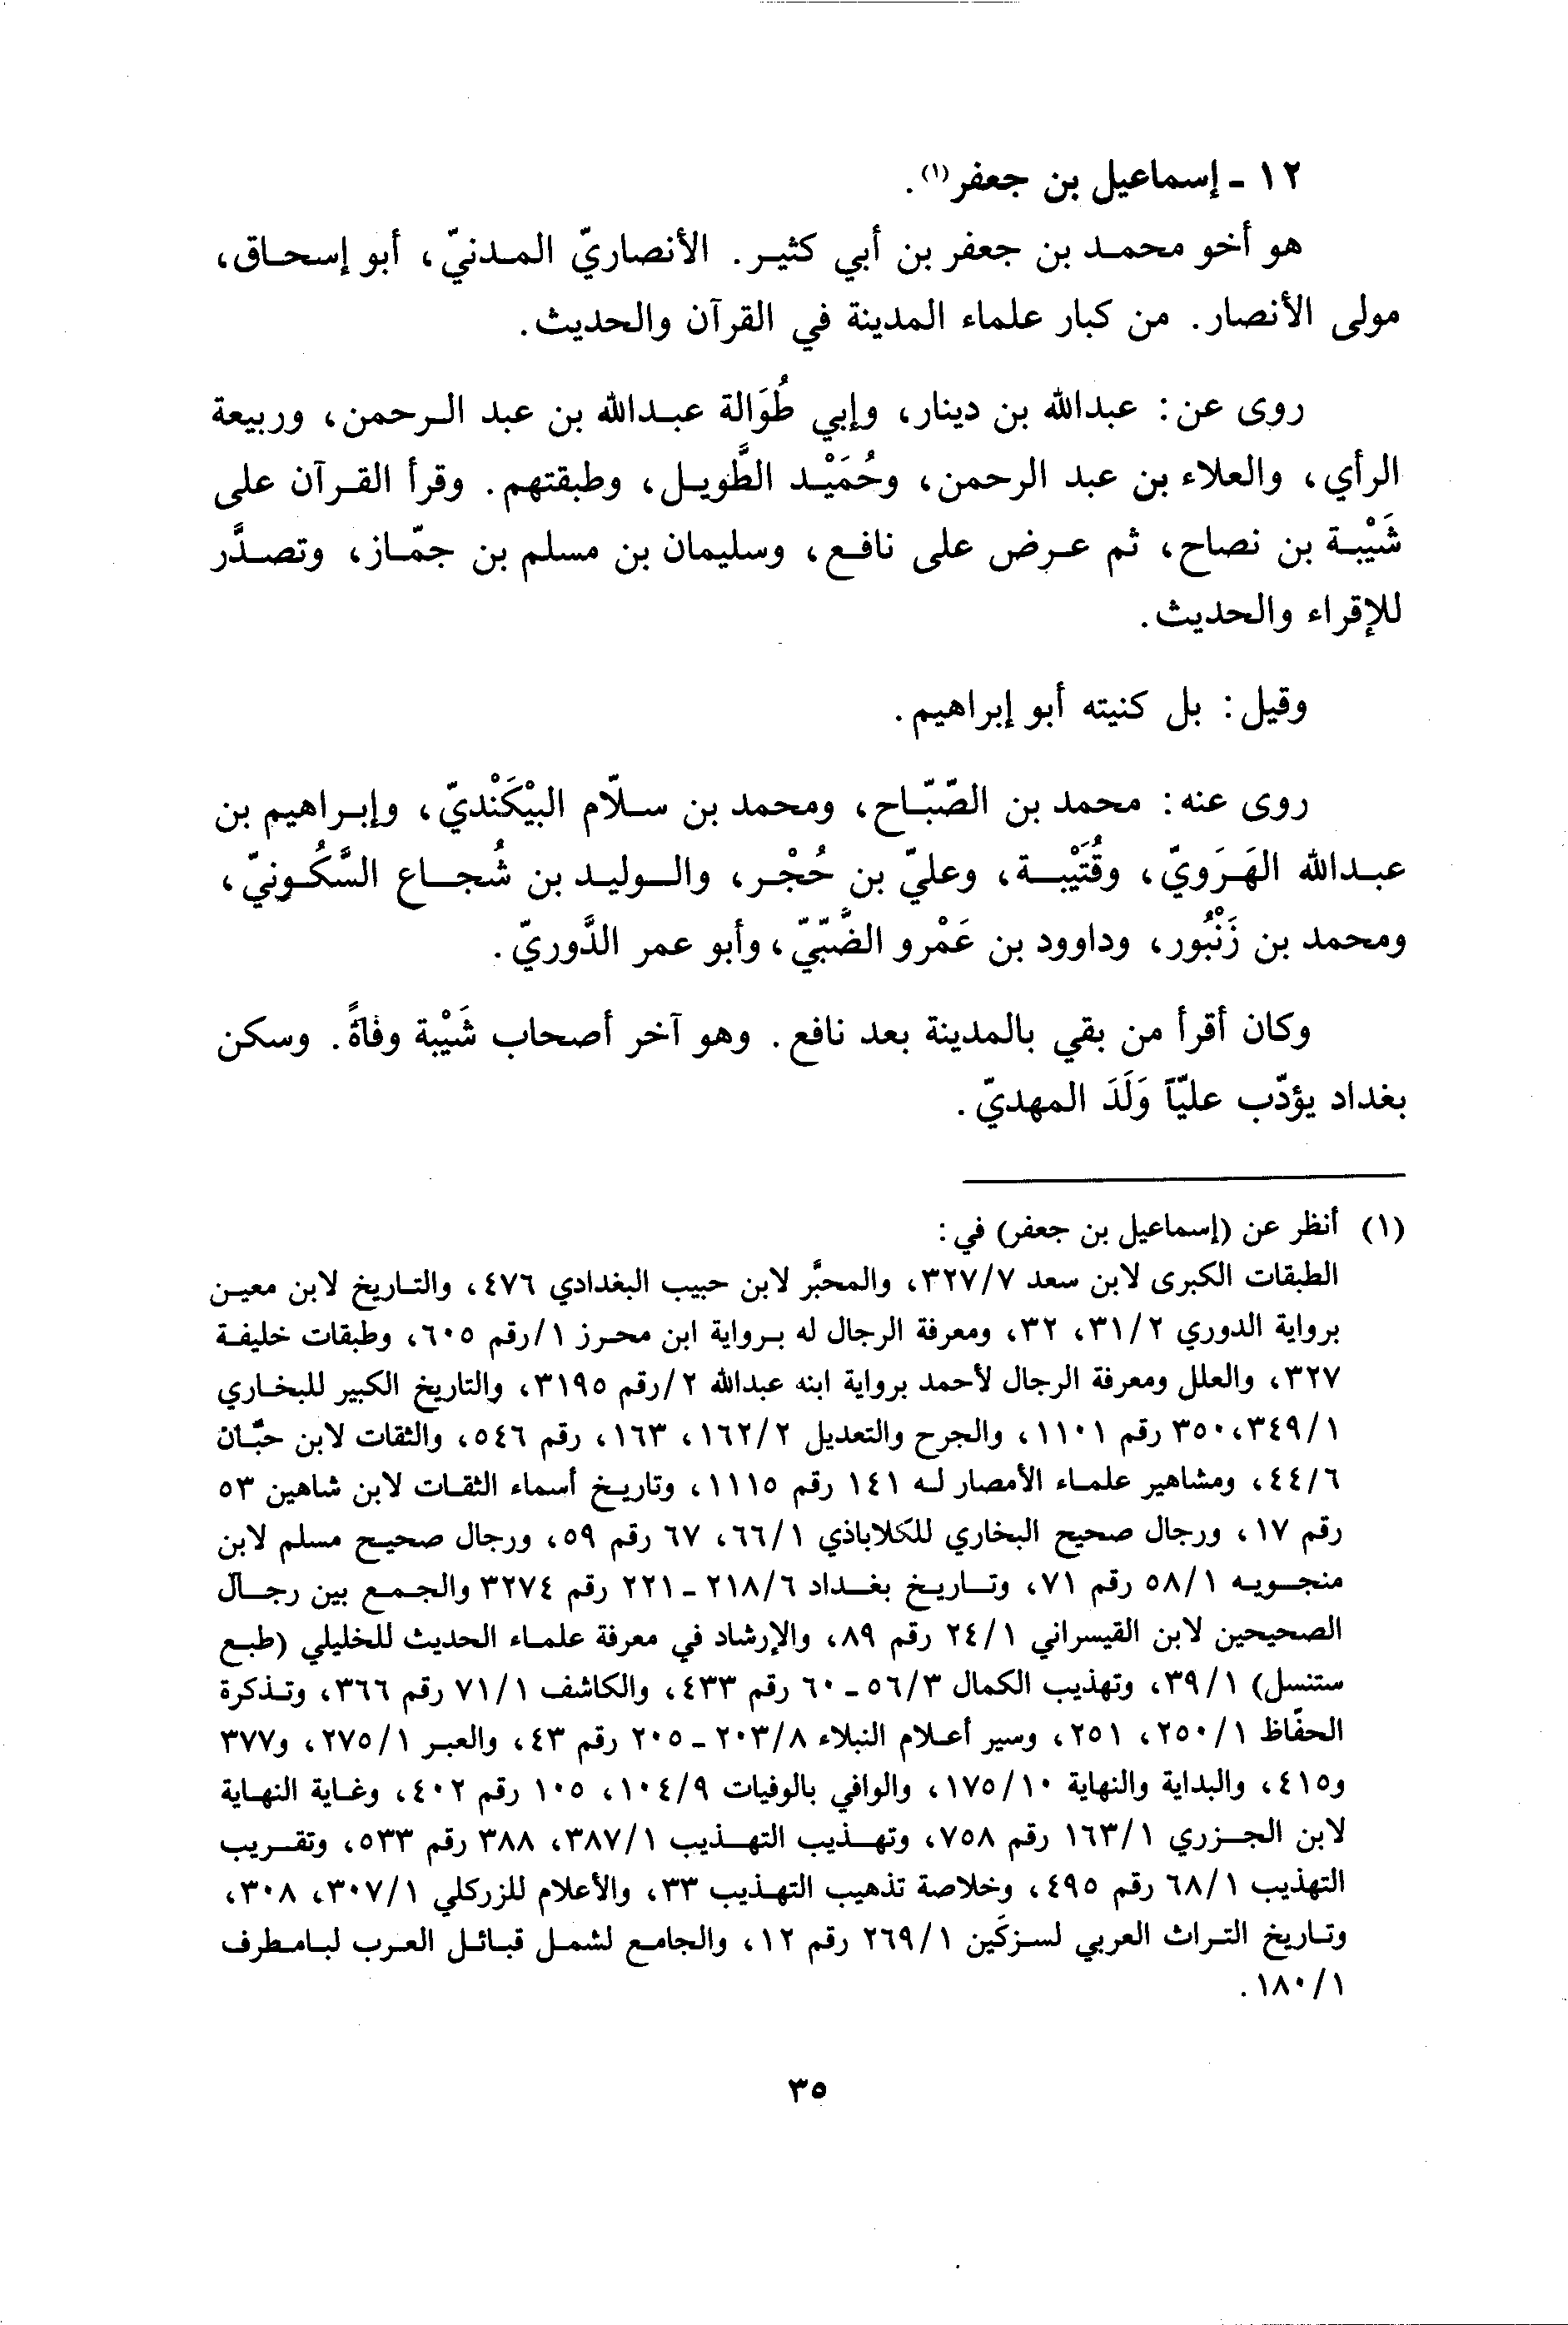 ١٢ - إسماعيل بن جعفر(١).
هو أخو محمد بن جعفر بن أبي كثير. الأنصاريّ المدنيّ، أبو إسحاق،
مولى الأنصار. من كبار علماء المدينة في القرآن والحديث.
روى عن: عبدالله بن دينار، وإبي طُوَالة عبدالله بن عبد الرحمن، وربيعة
الرأي، والعلاء بن عبد الرحمن، وحُمَيْد الطَّويل، وطبقتهم. وقرأ القرآن على
شَيْبة بن نصاح، ثم عرض على نافع، وسليمان بن مسلم بن جمّاز، وتصدَّر
للإقراء والحديث.
وقيل: بل كنيته أبو إبراهيم.
روى عنه: محمد بن الصّبّاح، ومحمد بن سلّام البيْكَنْديّ، وإبراهيم بن
عبدالله الهَرَويّ، وقُتَيْبة، وعليّ بن حُجْر، والوليد بن شُجاع السَّكُونيّ،
ومحمد بن زَنْبُور، وداوود بن عَمْرو الضَّبّيّ، وأبو عمر الدَّوريّ.
وكان أقرأ من بقي بالمدينة بعد نافع. وهو آخر أصحاب شَيْبة وفاةً. وسكن
بغداد يؤدّب عليّاً وَلَدَ المهديّ.
(١) أنظر عن (إسماعيل بن جعفر) في:
الطبقات الكبرى لابن سعد ٣٢٧/٧، والمحبَّر لابن حبيب البغدادي ٤٧٦، والتاريخ لابن معين
برواية الدوري ٣١/٢، ٣٢، ومعرفة الرجال له برواية ابن محرز ١/رقم ٦٠٥، وطبقات خليفة
٣٢٧، والعلل ومعرفة الرجال لأحمد برواية ابنه عبدالله ٢/رقم ٣١٩٥، والتاريخ الكبير للبخاري
٣٤٩/١، ٣٥٠ رقم ١١٠١، والجرح والتعديل ١٦٢/٢، ١٦٣، رقم ٥٤٦، والثقات لابن حبّان
٤٤/٦، ومشاهير علماء الأمصار له ١٤١ رقم ١١١٥، وتاريخ أسماء الثقات لابن شاهين ٥٣
رقم ١٧، ورجال صحيح البخاري للكلاباذي ٦٦/١، ٦٧ رقم ٥٩، ورجال صحيح مسلم لابن
منجويه ٥٨/١ رقم ٧١، وتاريخ بغداد ٢١٨/٦ - ٢٢١ رقم ٣٢٧٤ والجمع بين رجال
الصحيحين لابن القيسراني ٢٤/١ رقم ٨٩، والإرشاد في معرفة علماء الحديث للخليلي (طبع
ستنسل) ٣٩/١، وتهذيب الكمال ٥٦/٣ - ٦٠ رقم ٤٣٣، والكاشف ٧١/١ رقم ٣٦٦، وتذكرة
الحفّاظ ٢٥٠/١، ٢٥١، وسير أعلام النبلاء ٢٠٣/٨ - ٢٠٥ رقم ٤٣، والعبر ٢٧٥/١، و٣٧٧
و٤١٥، والبداية والنهاية ١٧٥/١٠، والوافي بالوفيات ١٠٤/٩، ١٠٥ رقم ٤٠٢، وغاية النهاية
لابن الجزري ١٦٣/١ رقم ٧٥٨، وتهذيب التهذيب ٣٨٧/١، ٣٨٨ رقم ٥٣٣، وتقريب
التهذيب ٦٨/١ رقم ٤٩٥، وخلاصة تذهيب التهذيب ٣٣، والأعلام للزركلي ٣٠٧/١، ٣٠٨،
وتاريخ التراث العربي لسزكين ٢٦٩/١ رقم ١٢، والجامع لشمل قبائل العرب لبامطرف
١٨٠/١.
٣٥